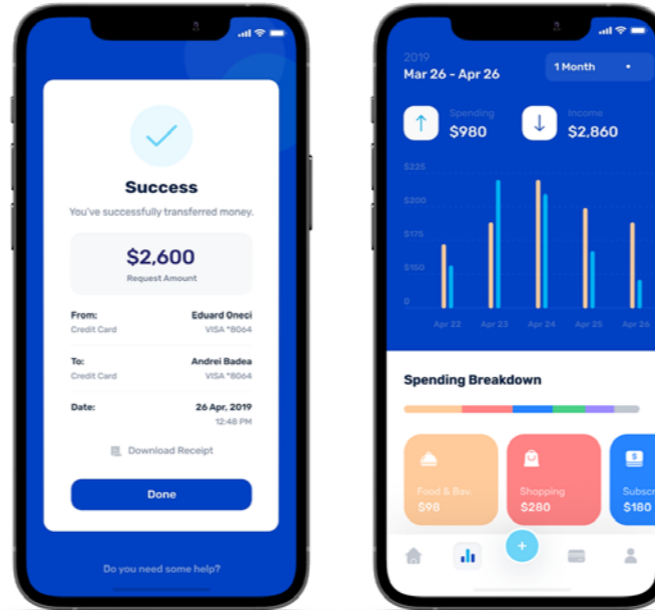 Success
You've successfully transferred money.
$2,600
Request Amount
From: Eduard Oneci
Credit Card VISA *8064
To: Andrei Badea
Credit Card VISA *8064
Date: 26 Apr, 2019
12:48 PM
Download Receipt
Done
Do you need some help?
2019
Mar 26 - Apr 26
1 Month
Spending
$980
Income
$2,860
$225
$200
$175
$150
0
Apr 22 Apr 23 Apr 24 Apr 25 Apr 26
Spending Breakdown
Food & Bav.
$98
Shopping
$280
Subscr
$180